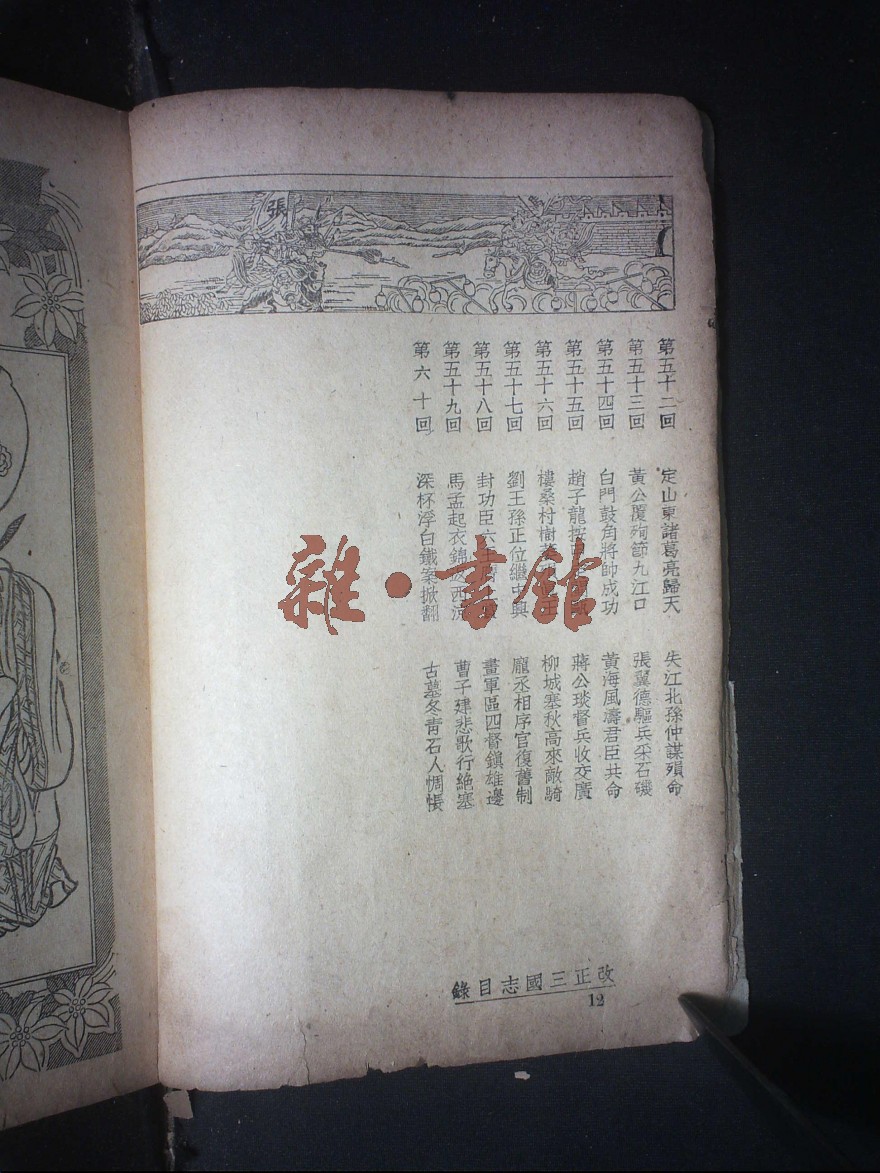 張
第五十二回 定山東諸葛亮歸天 失江北孫仲謀殞命
第五十三回 黃公覆殉節九江口 張翼德驅兵采石磯
第五十四回 白門鼓角將帥成功 黃海風濤君臣共命
第五十五回 趙子龍按 蔣公琰督兵收交廣
第五十六回 樓桑村樹 柳城塞秋高來敵騎
第五十七回 劉王孫正位繼中興 龐丞相序官復舊制
第五十八回 封功臣六王 畫軍區四督鎮雄邊
第五十九回 馬孟起衣錦 西涼 曹子建悲歌行絕塞
第六十回 深杯浮白鐵案掀翻 古墓冬青石人惆悵
改正三國志目錄
12
雜·書館